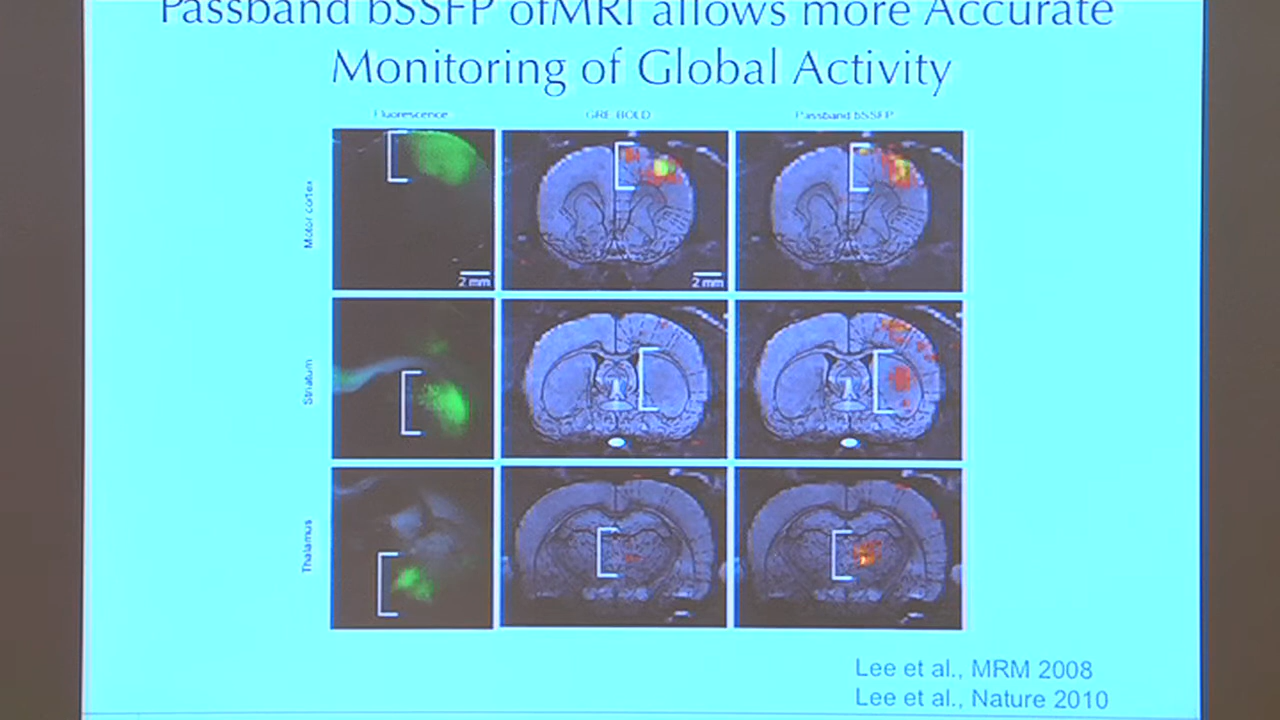 Passband bSSFP ofMRI allows more Accurate
Monitoring of Global Activity
Fluorescence GRE BOLD Passband bSSFP
Motor cortex
2 mm 2 mm
Striatum
Thalamus
Lee et al., MRM 2008
Lee et al., Nature 2010